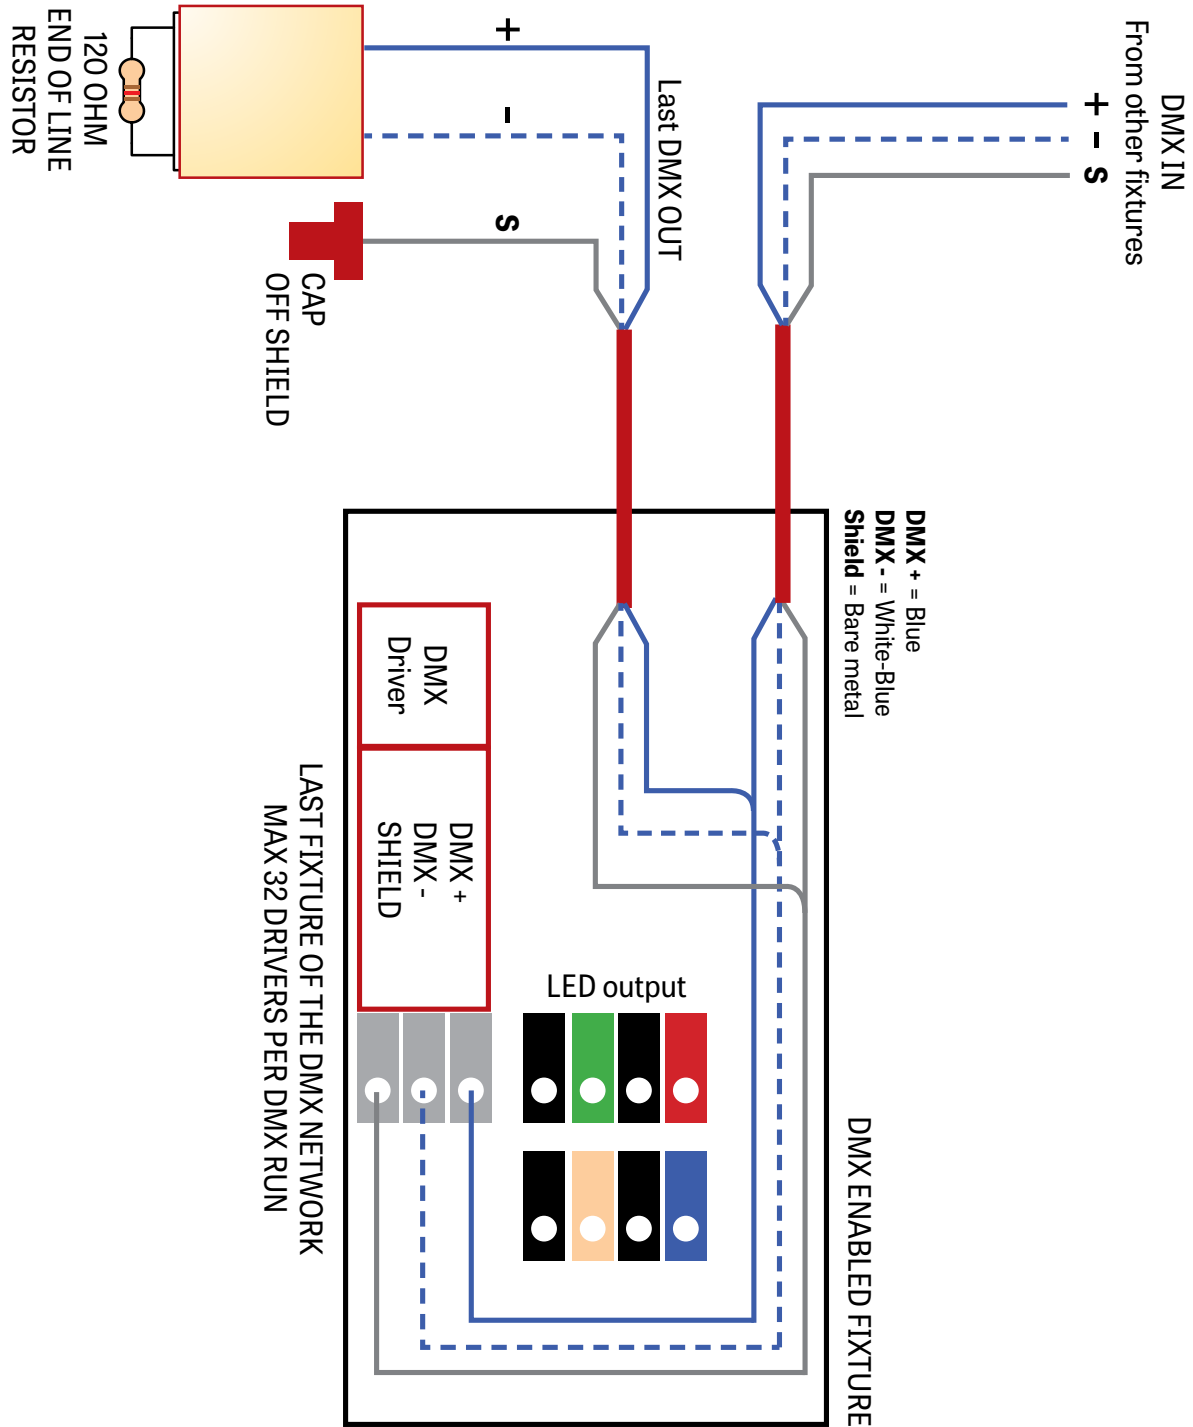 DMX IN
From other fixtures
+
-
S
Last DMX OUT
+
-
S
120 OHM
END OF LINE
RESISTOR
CAP
OFF SHIELD
DMX + = Blue
DMX - = White-Blue
Shield = Bare metal
DMX ENABLED FIXTURE
LED output
DMX
Driver
DMX +
DMX -
SHIELD
LAST FIXTURE OF THE DMX NETWORK
MAX 32 DRIVERS PER DMX RUN